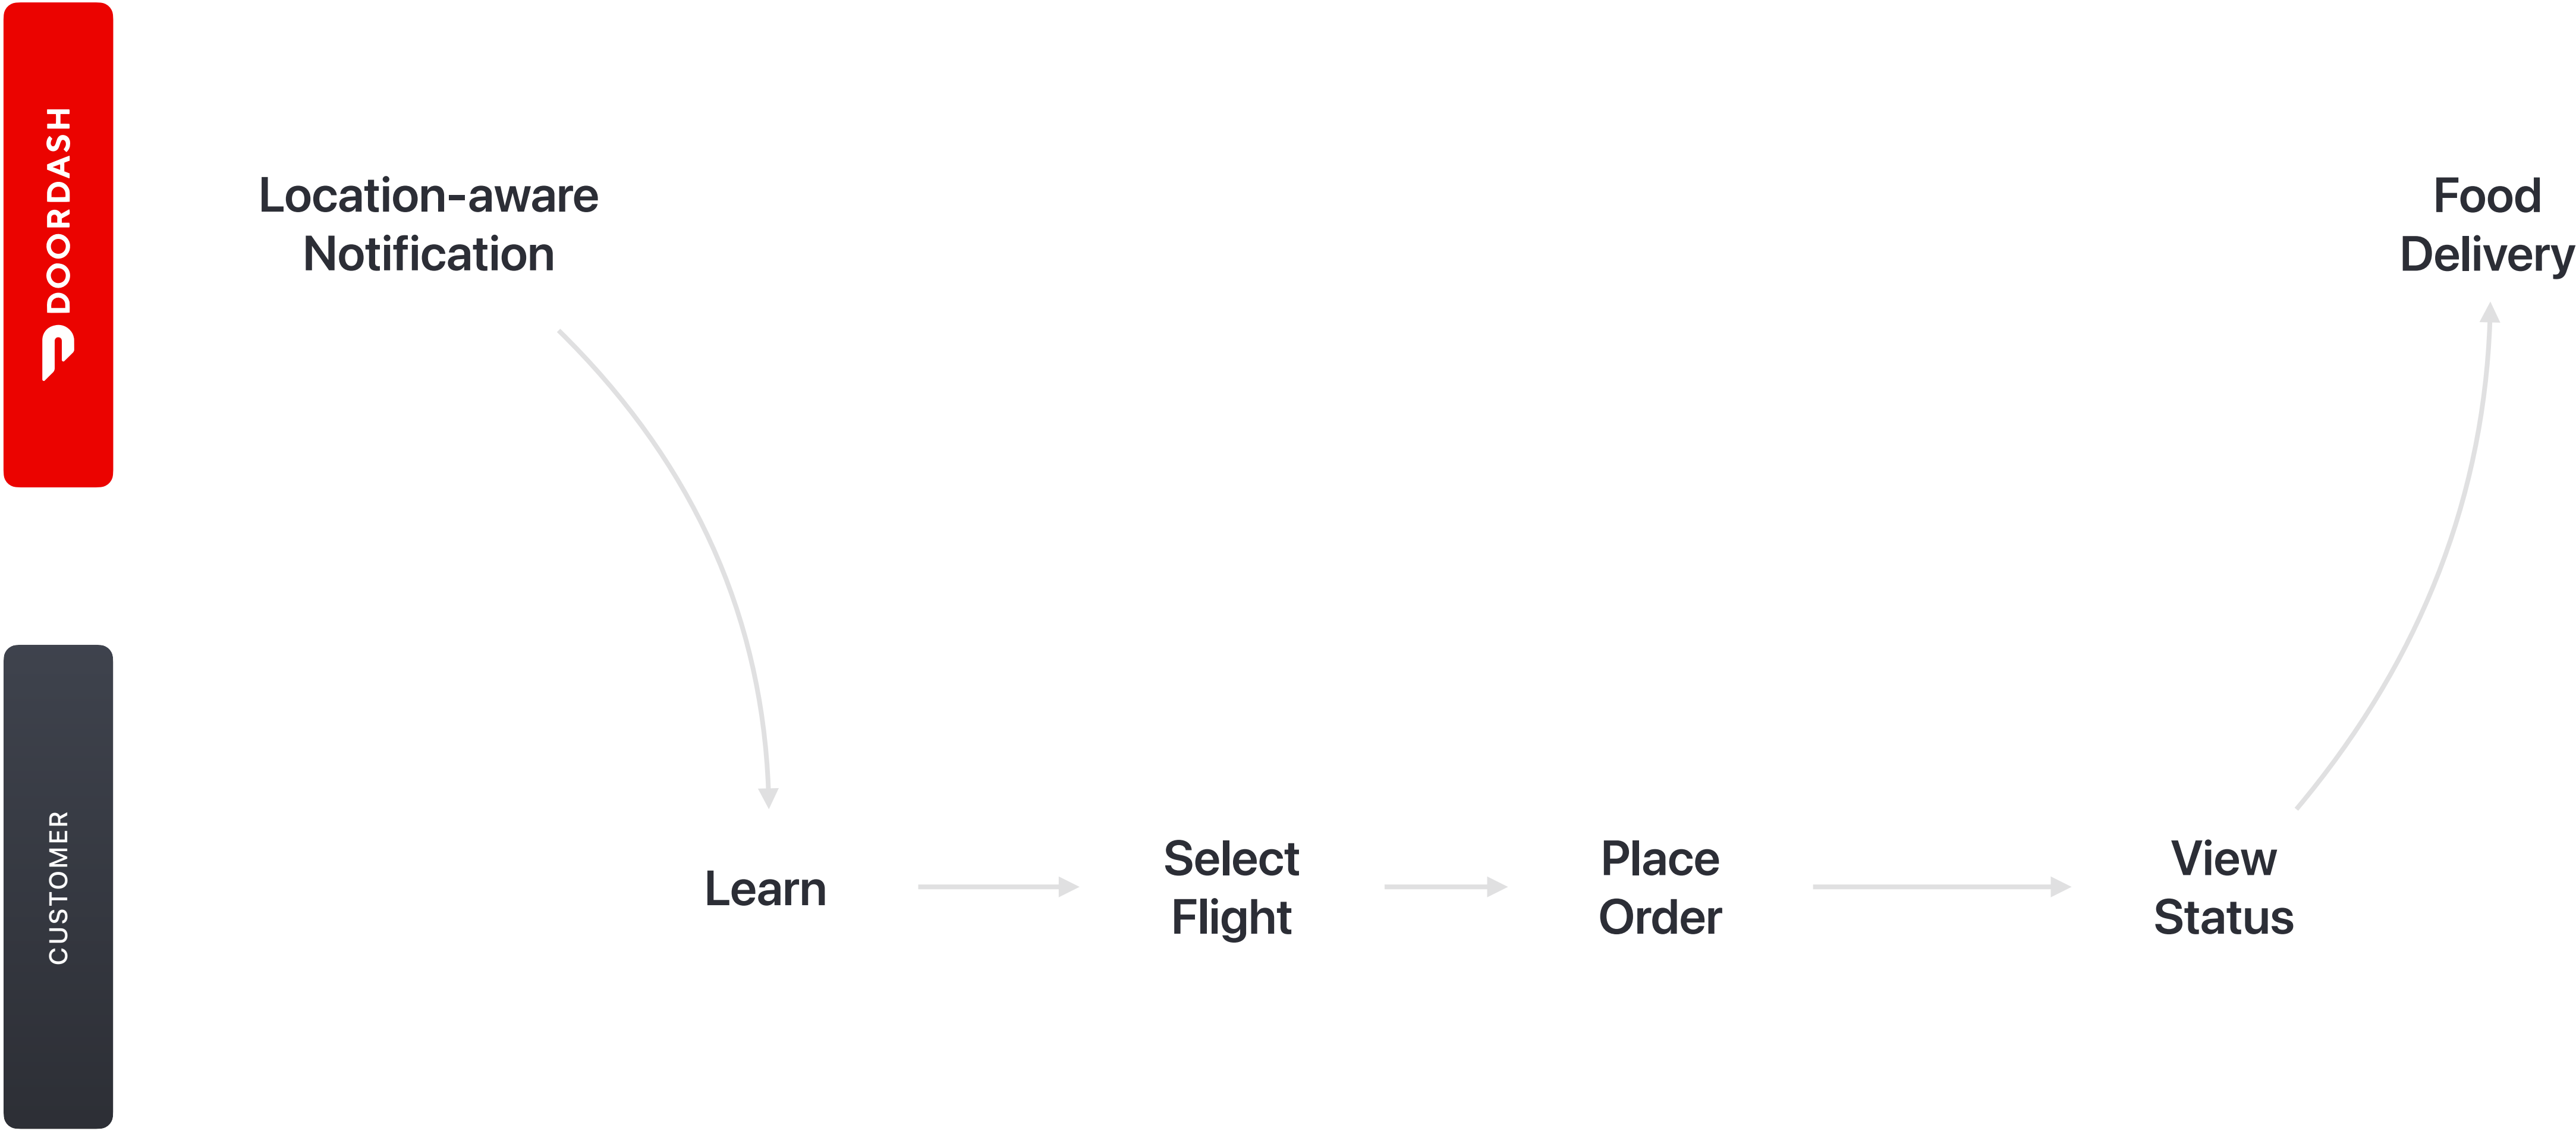 DOORDASH
Location-aware
Notification
Food
Delivery
CUSTOMER
Learn
Select
Flight
Place
Order
View
Status